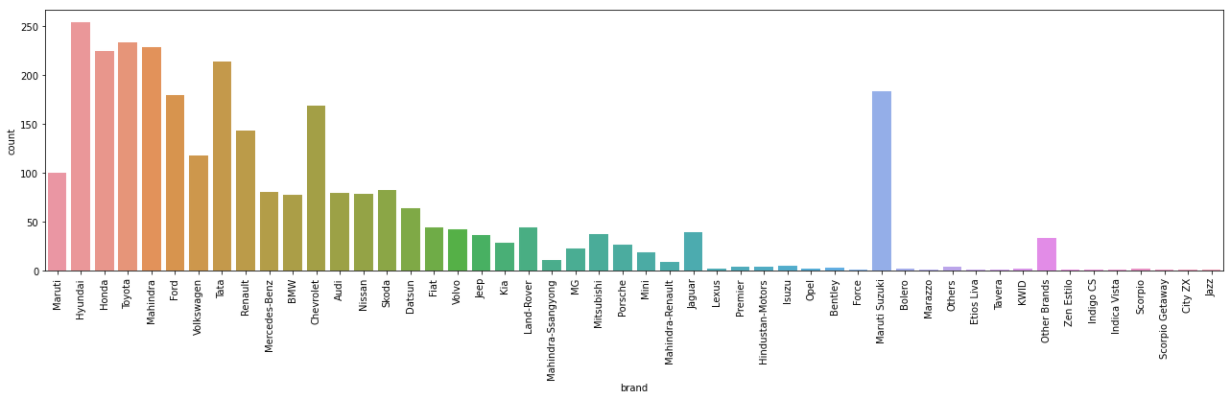 250
200
150
100
50
0
count
Maruti
Hyundai
Honda
Toyota
Mahindra
Ford
Volkswagen
Tata
Renault
Mercedes-Benz
BMW
Chevrolet
Audi
Nissan
Skoda
Datsun
Fiat
Volvo
Jeep
Kia
Land-Rover
Mahindra-Ssangyong
MG
Mitsubishi
Porsche
Mini
Mahindra-Renault
Jaguar
Lexus
Premier
Hindustan-Motors
Isuzu
Opel
Bentley
Force
Maruti Suzuki
Bolero
Marazzo
Others
Etios Liva
Tavera
KWID
Other Brands
Zen Estilo
Indigo CS
Indica Vista
Scorpio
Scorpio Getaway
City ZX
Jazz
brand